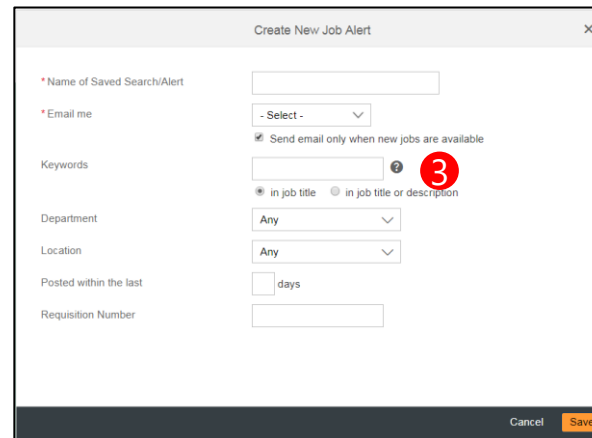 Create New Job Alert ×
* Name of Saved Search/Alert
* Email me - Select -
Send email only when new jobs are available
Keywords ? 3
in job title in job title or description
Department Any
Location Any
Posted within the last days
Requisition Number
Cancel Save